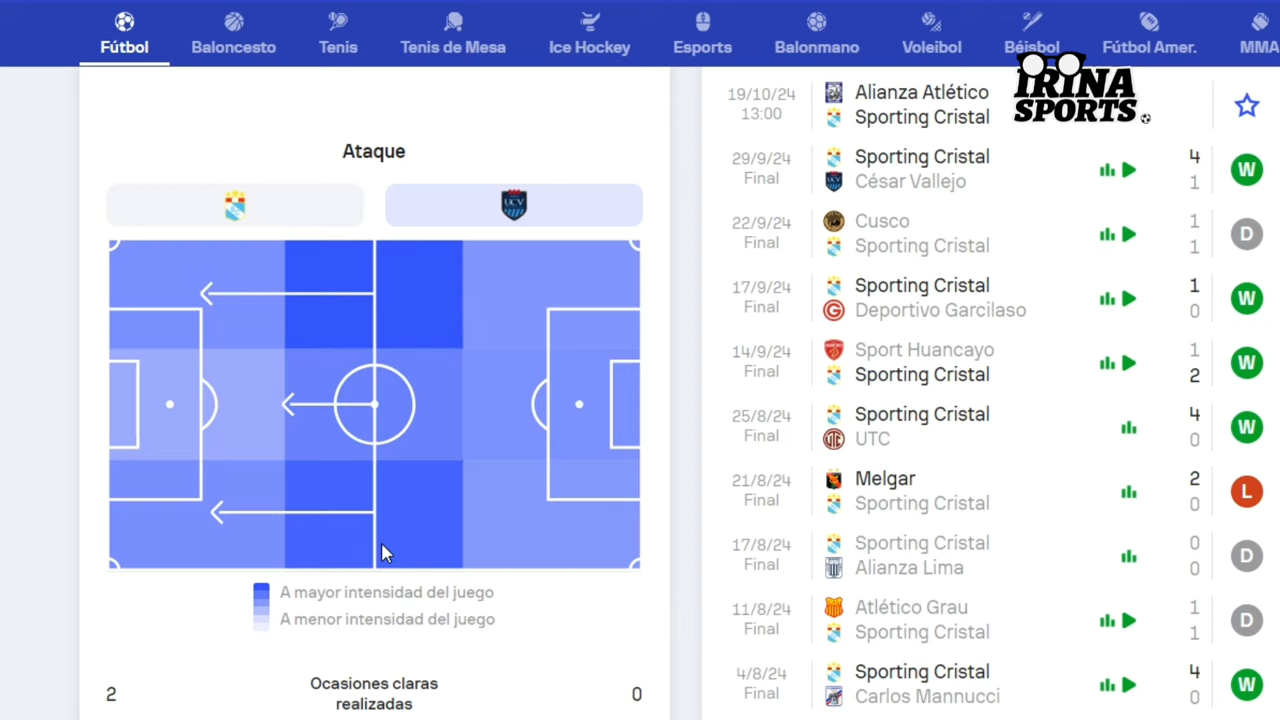 Fútbol Baloncesto Tenis Tenis de Mesa Ice Hockey Esports Balonmano Voleibol Béisbol Fútbol Amer. MMA
IRINA
SPORTS
Ataque
UCV
A mayor intensidad del juego
A menor intensidad del juego
2 Ocasiones claras 0
realizadas
19/10/24 Alianza Atlético
13:00 Sporting Cristal
29/9/24 Sporting Cristal 4 W
Final César Vallejo 1
22/9/24 Cusco 1 D
Final Sporting Cristal 1
17/9/24 Sporting Cristal 1 W
Final Deportivo Garcilaso 0
14/9/24 Sport Huancayo 1 W
Final Sporting Cristal 2
25/8/24 Sporting Cristal 4 W
Final UTC 0
21/8/24 Melgar 2 L
Final Sporting Cristal 0
17/8/24 Sporting Cristal 0 D
Final Alianza Lima 0
11/8/24 Atlético Grau 1 D
Final Sporting Cristal 1
4/8/24 Sporting Cristal 4 W
Final Carlos Mannucci 0